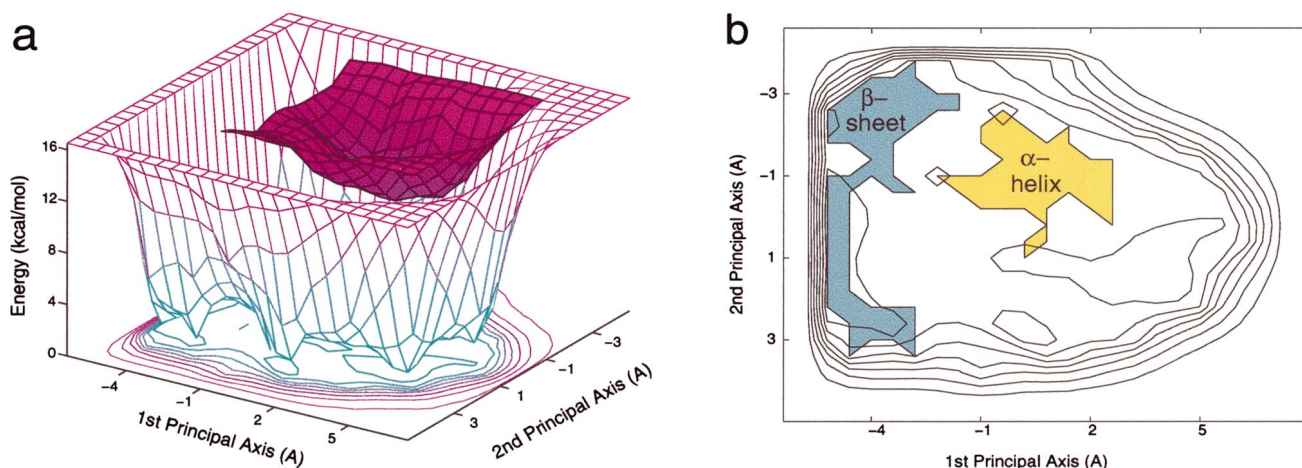 a
Energy (kcal/mol)
16
12
8
4
0
-4
-1
2
5
1st Principal Axis (A)
3
1
-1
-3
2nd Principal Axis (A)
b
2nd Principal Axis (A)
-3
-1
1
3
β-
sheet
α-
helix
-4
-1
2
5
1st Principal Axis (A)